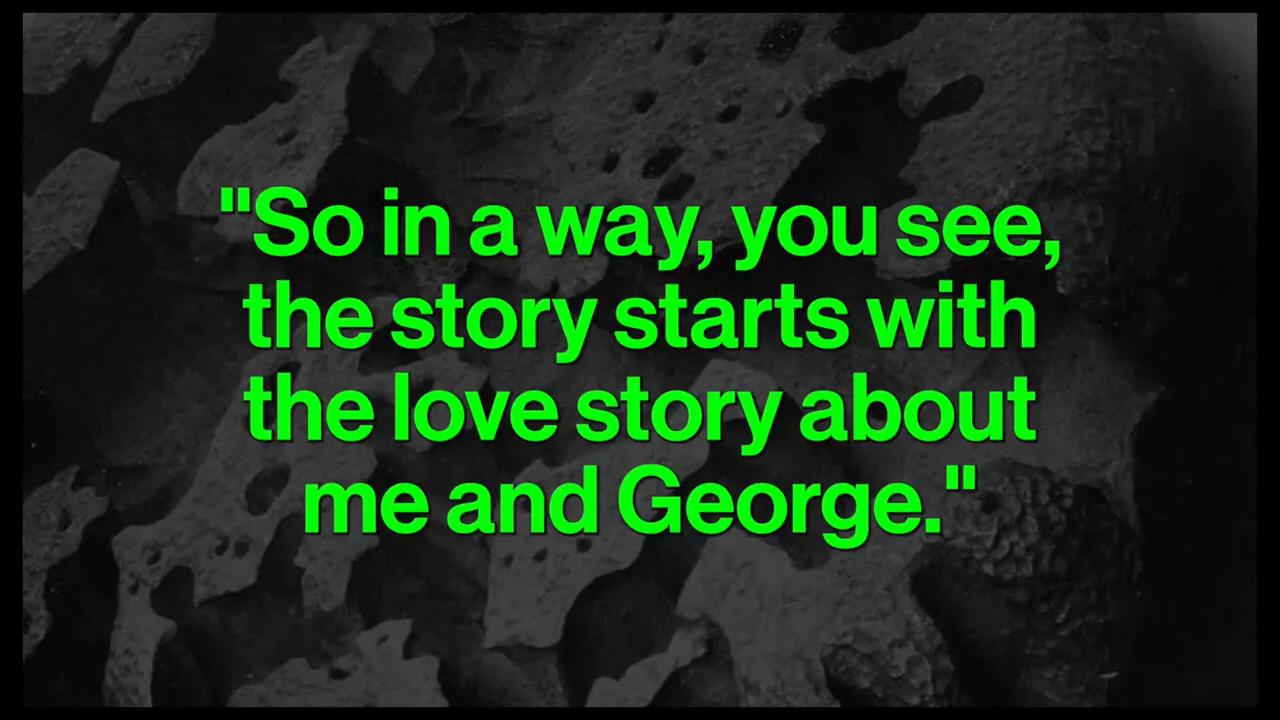 "So in a way, you see,
the story starts with
the love story about
me and George."